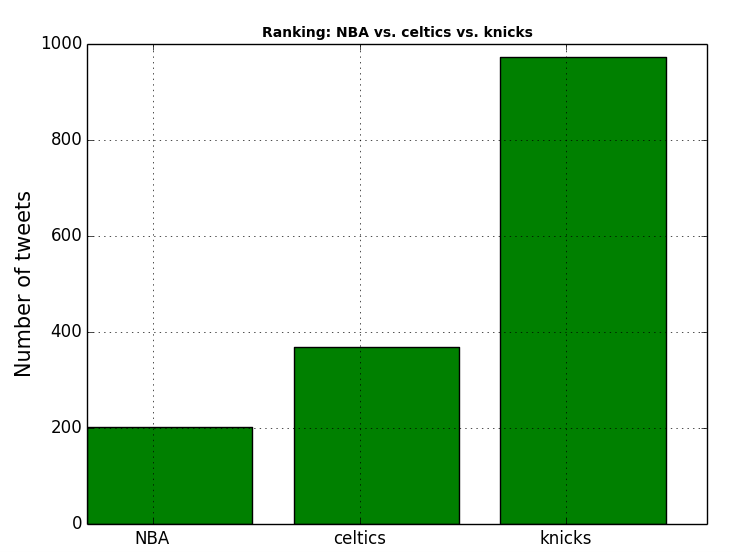 Ranking: NBA vs. celtics vs. knicks
1000
800
600
400
200
0
Number of tweets
NBA celtics knicks